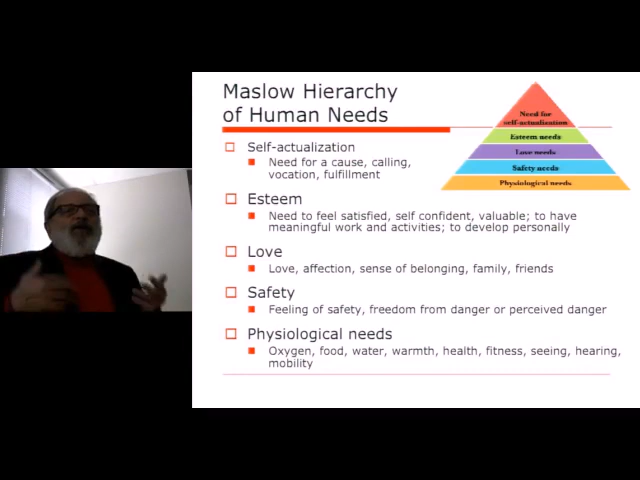 Maslow Hierarchy
of Human Needs
Need for
self-actualization
Esteem needs
Love needs
Safety needs
Physiological needs
Self-actualization
Need for a cause, calling,
vocation, fulfillment
Esteem
Need to feel satisfied, self confident, valuable; to have
meaningful work and activities; to develop personally
Love
Love, affection, sense of belonging, family, friends
Safety
Feeling of safety, freedom from danger or perceived danger
Physiological needs
Oxygen, food, water, warmth, health, fitness, seeing, hearing,
mobility